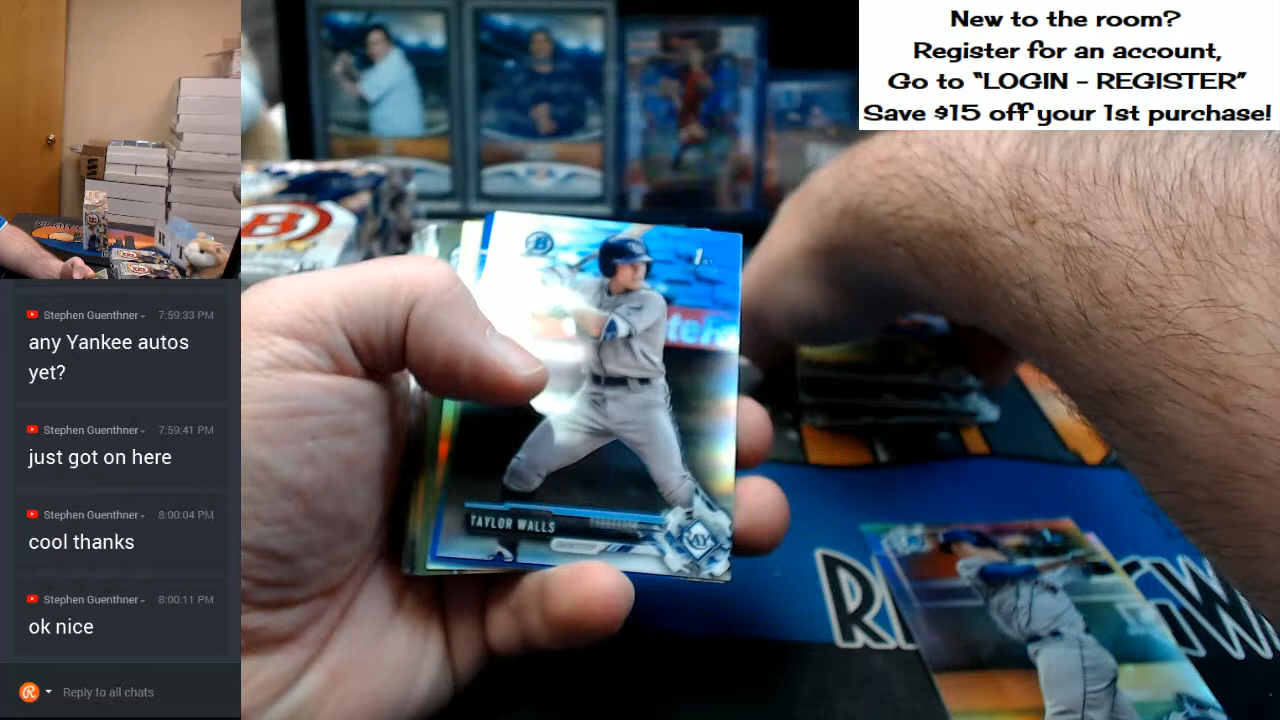 New to the room?
Register for an account,
Go to “LOGIN - REGISTER”
Save $15 off your 1st purchase!
Stephen Guenthner 7:59:33 PM
any Yankee autos
yet?
Stephen Guenthner 7:59:41 PM
just got on here
Stephen Guenthner 8:00:04 PM
cool thanks
Stephen Guenthner 8:00:11 PM
ok nice
Reply to all chats
B
1ST
TAYLOR WALLS
RAY
B
R
T